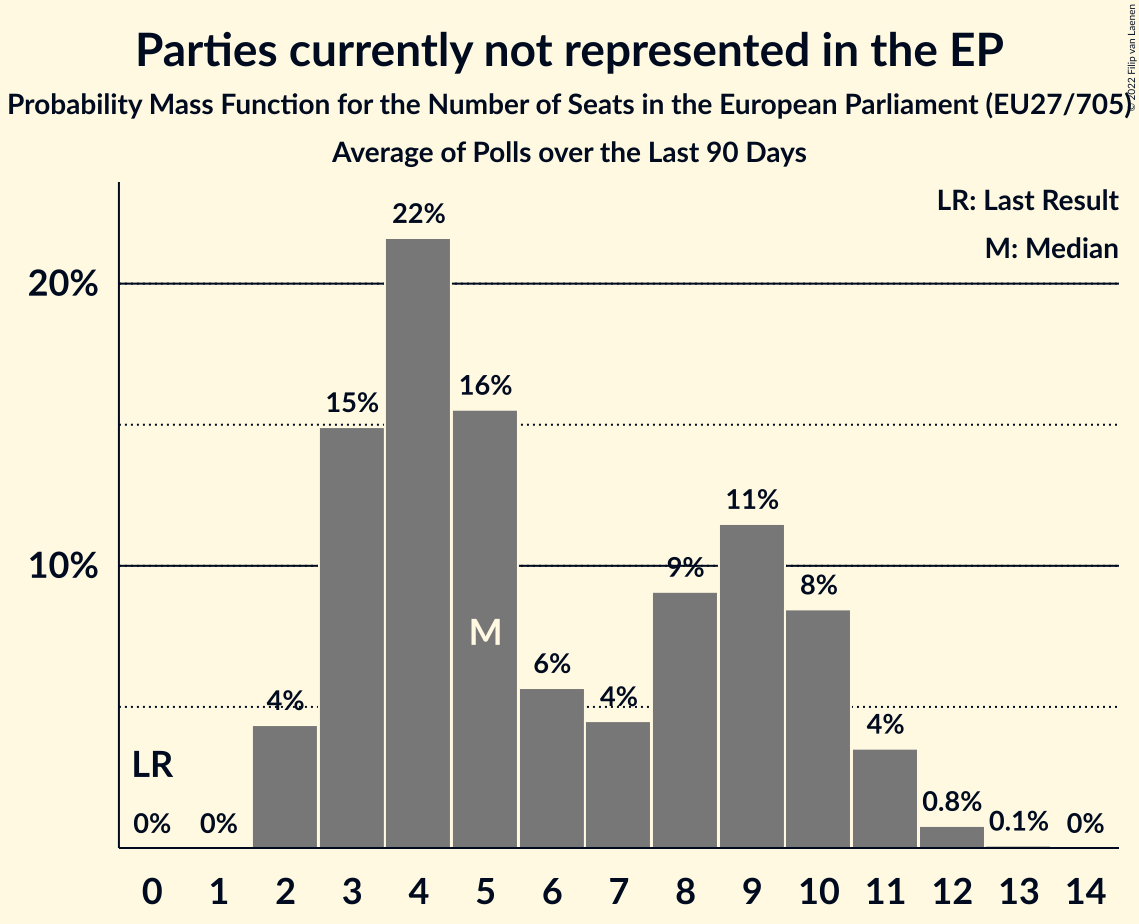 Parties currently not represented in the EP
Probability Mass Function for the Number of Seats in the European Parliament (EU27/705)
Average of Polls over the Last 90 Days
© 2022 Filip van Laenen
LR: Last Result
M: Median
20%
10%
0% 0% 4% 15% 22% 16% 6% 4% 9% 11% 8% 4% 0.8% 0.1% 0%
LR
M
0 1 2 3 4 5 6 7 8 9 10 11 12 13 14